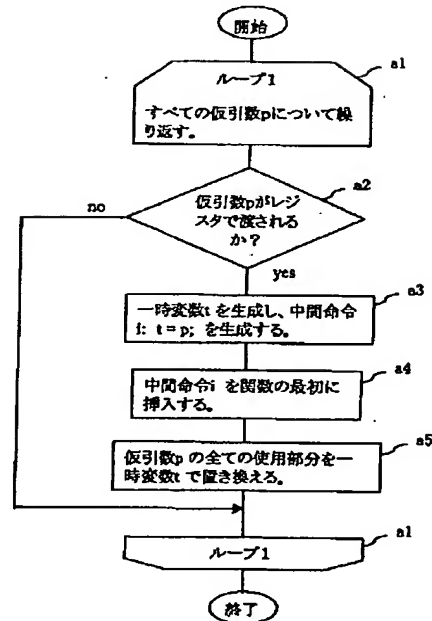 開始
a1
ループ1
すべての仮引数pについて繰
り返す。
a2
仮引数pがレジ
スタで渡される
か？
no
yes
a3
一時変数t を生成し、中間命令
i: t = p; を生成する。
a4
中間命令i を関数の最初に
挿入する。
a5
仮引数p の全ての使用部分を一
時変数t で置き換える。
a1
ループ1
終了